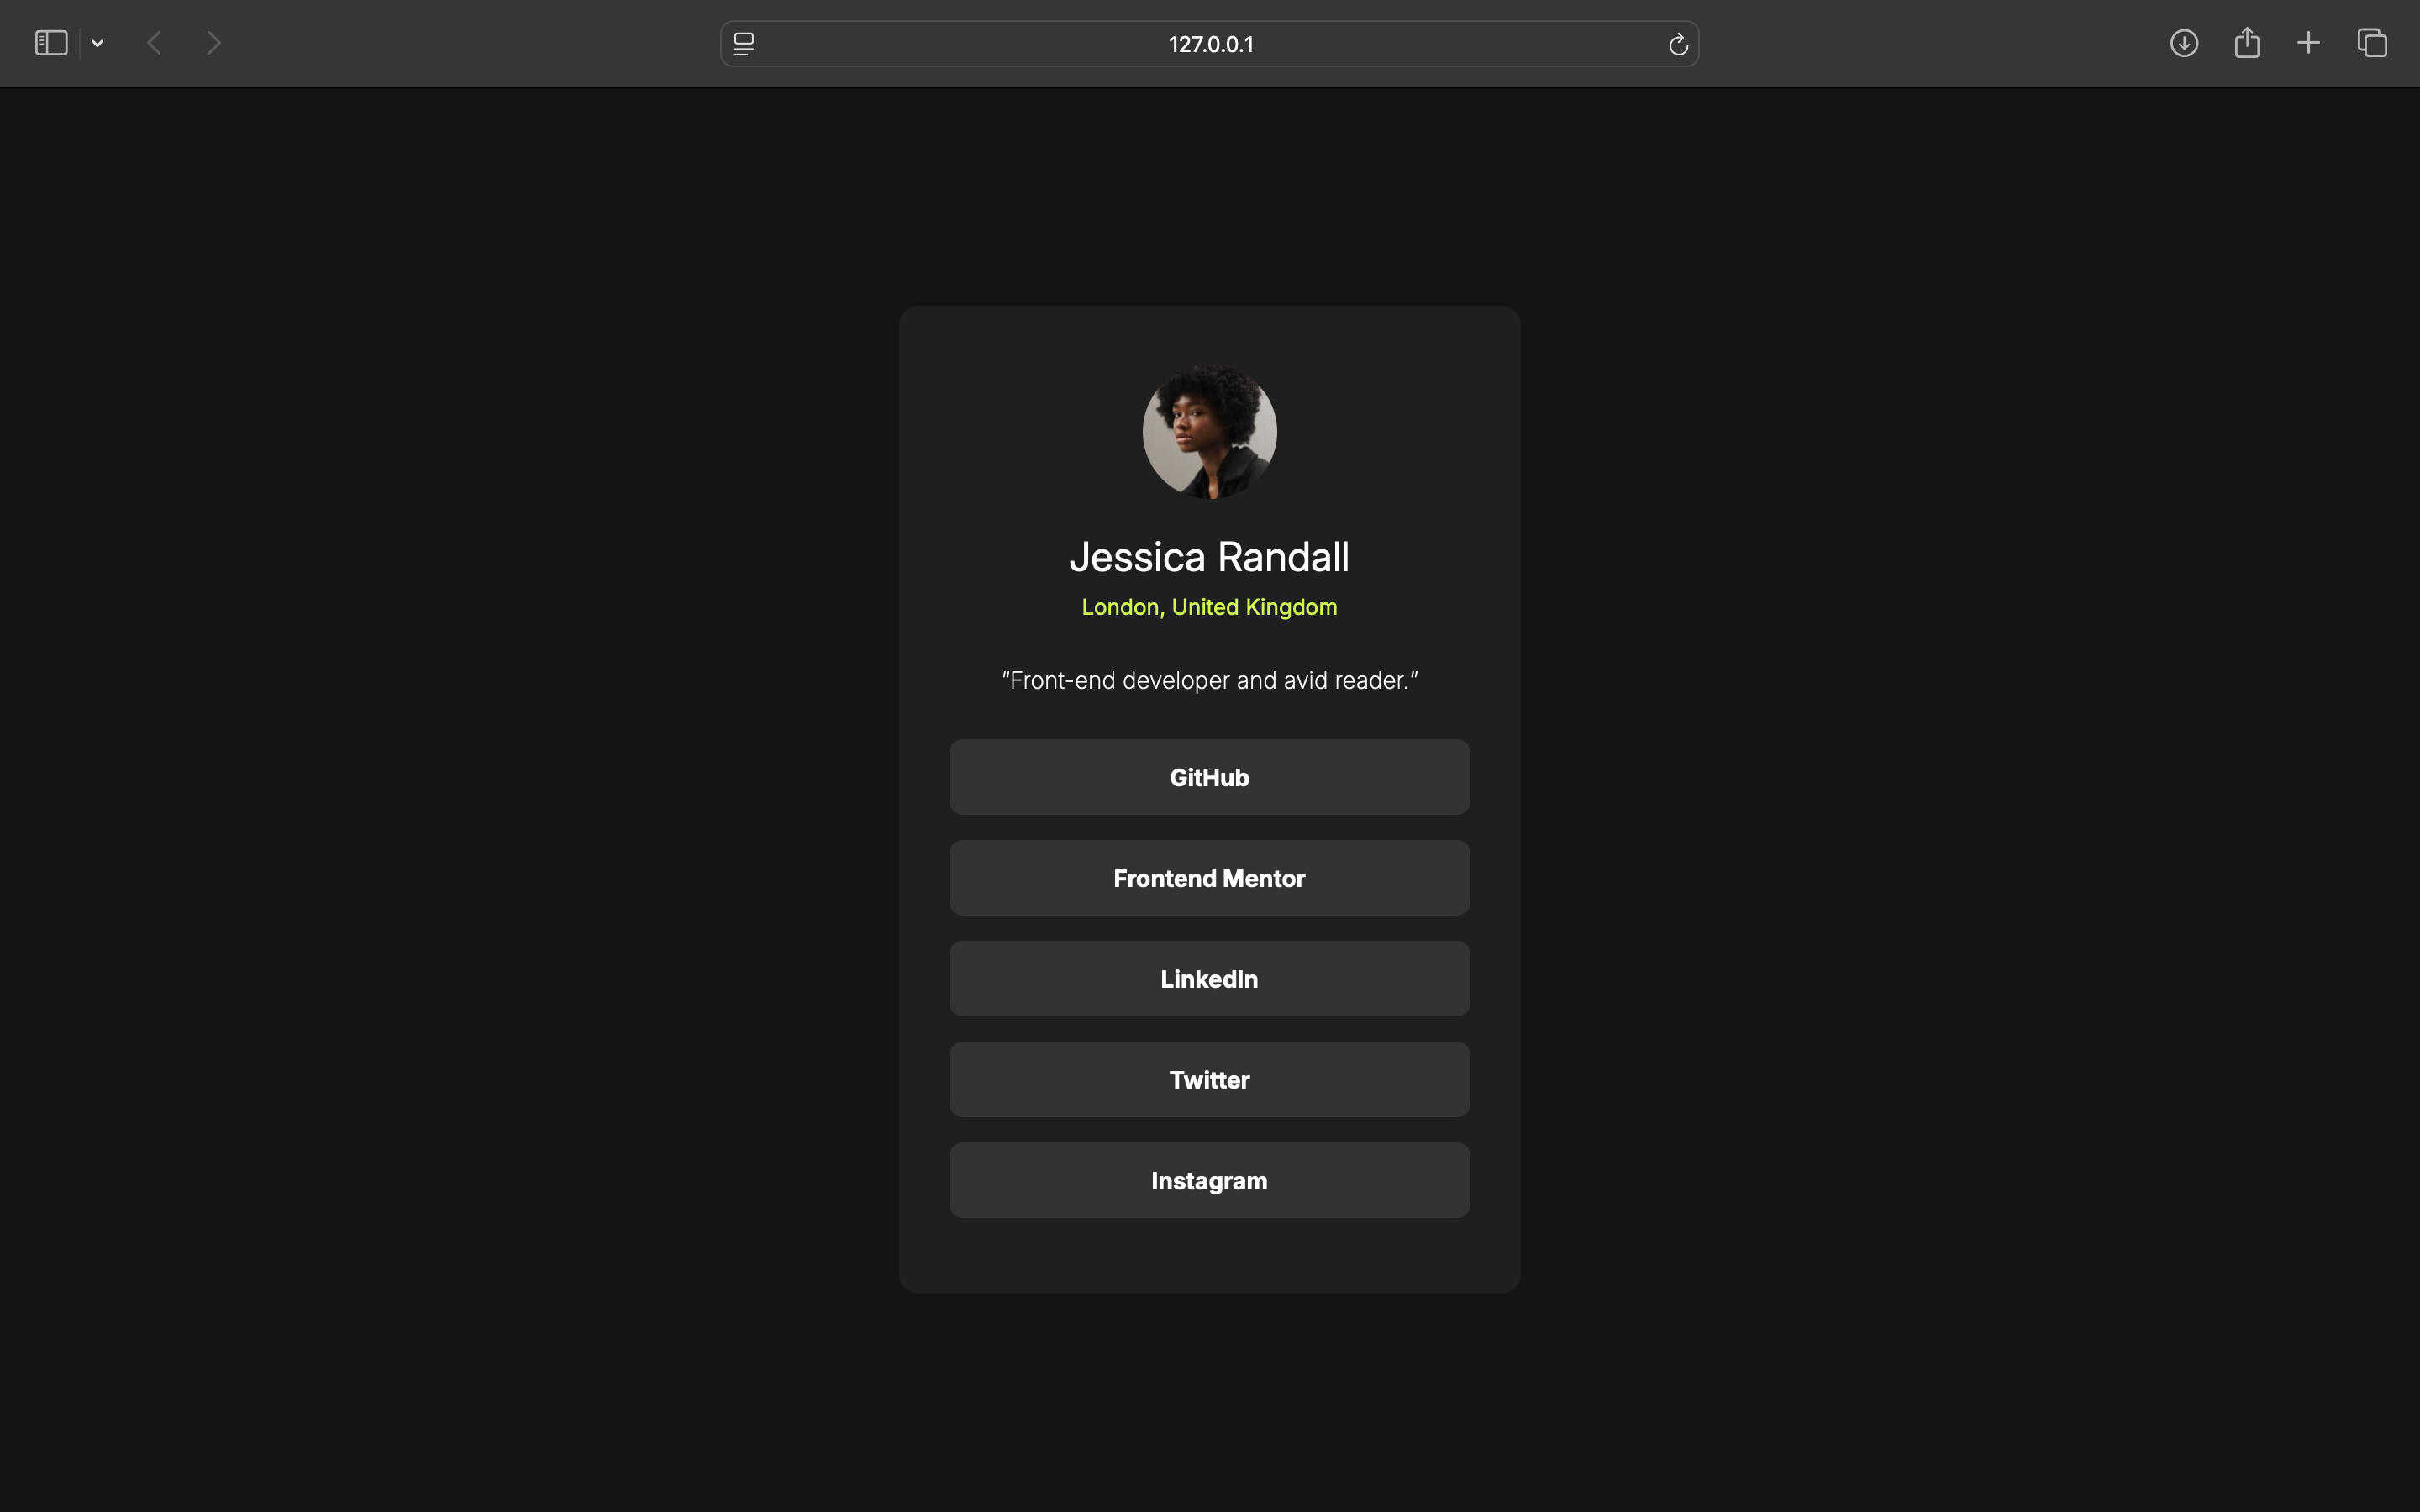 127.0.0.1
Jessica Randall
London, United Kingdom
“Front-end developer and avid reader.”
GitHub
Frontend Mentor
LinkedIn
Twitter
Instagram